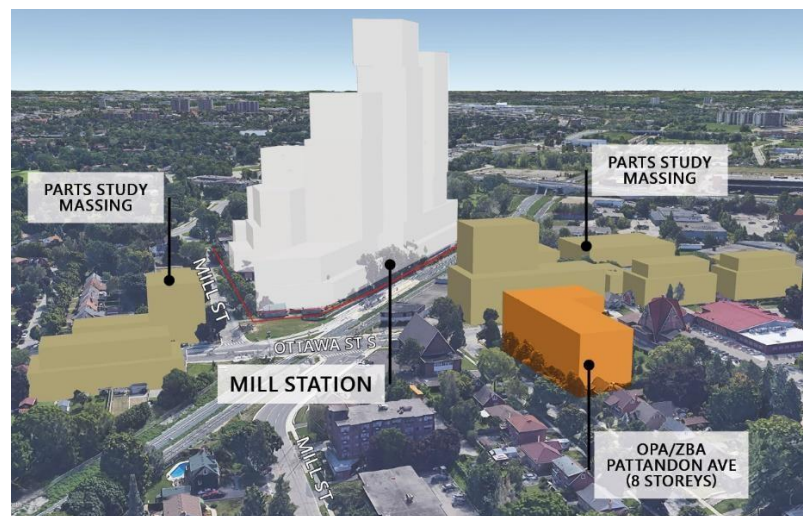 PARTS STUDY
MASSING
PARTS STUDY
MASSING
MILL ST
OTTAWA ST S
MILL STATION
MILL ST
OPA/ZBA
PATTANDON AVE
(8 STOREYS)